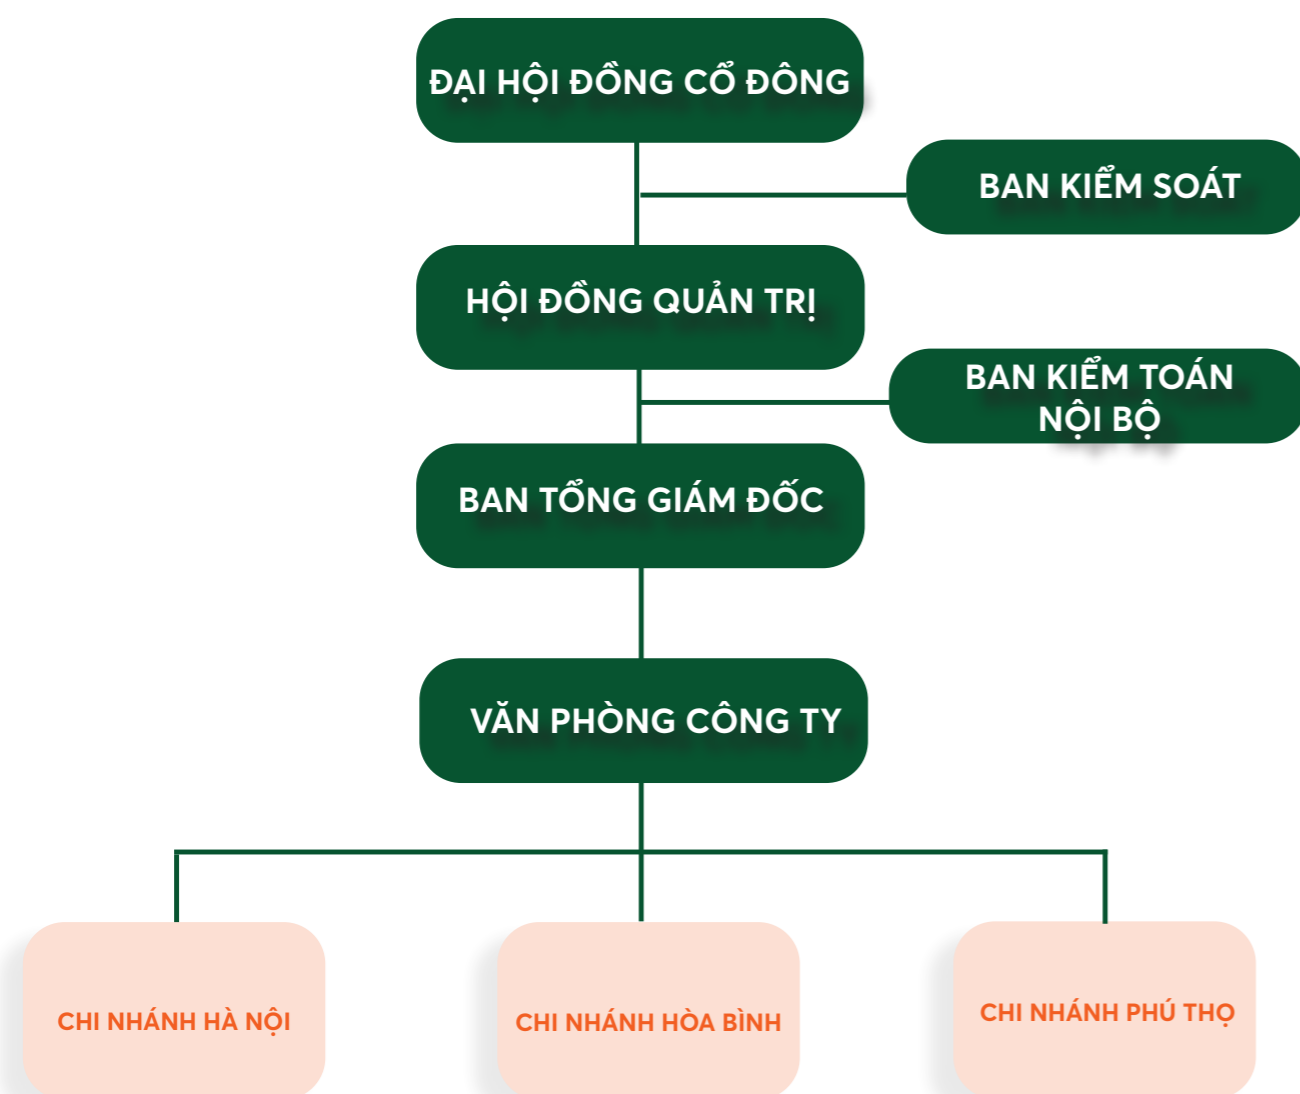 ĐẠI HỘI ĐỒNG CỔ ĐÔNG
BAN KIỂM SOÁT
HỘI ĐỒNG QUẢN TRỊ
BAN KIỂM TOÁN
NỘI BỘ
BAN TỔNG GIÁM ĐỐC
VĂN PHÒNG CÔNG TY
CHI NHÁNH HÀ NỘI
CHI NHÁNH HÒA BÌNH
CHI NHÁNH PHÚ THỌ